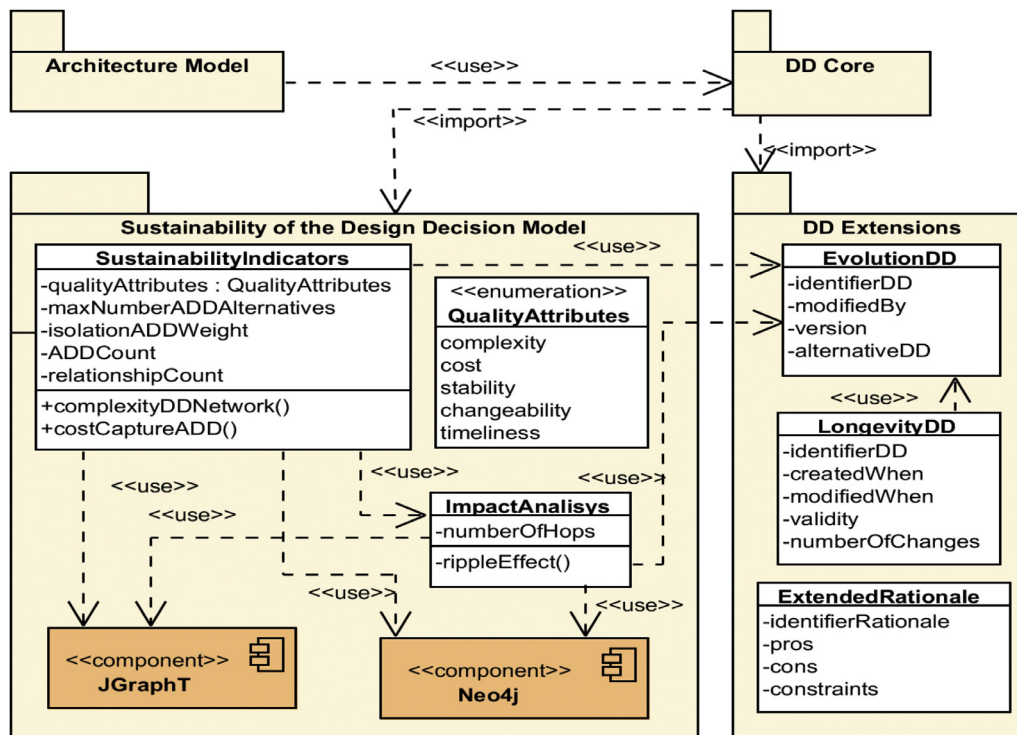 Architecture Model
<<use>>
DD Core
<<import>>
<<import>>
Sustainability of the Design Decision Model
SustainabilityIndicators
-qualityAttributes : QualityAttributes
-maxNumberADDAlternatives
-isolationADDWeight
-ADDCount
-relationshipCount
+complexityDDNetwork()
+costCaptureADD()
<<use>>
<<enumeration>>
QualityAttributes
complexity
cost
stability
changeability
timeliness
DD Extensions
EvolutionDD
-identifierDD
-modifiedBy
-version
-alternativeDD
<<use>>
LongevityDD
-identifierDD
-createdWhen
-modifiedWhen
-validity
-numberOfChanges
<<use>>
<<use>>
<<use>>
<<use>>
ImpactAnalisys
-numberOfHops
-rippleEffect()
<<use>>
<<use>>
ExtendedRationale
-identifierRationale
-pros
-cons
-constraints
<<component>>
JGraphT
<<component>>
Neo4j